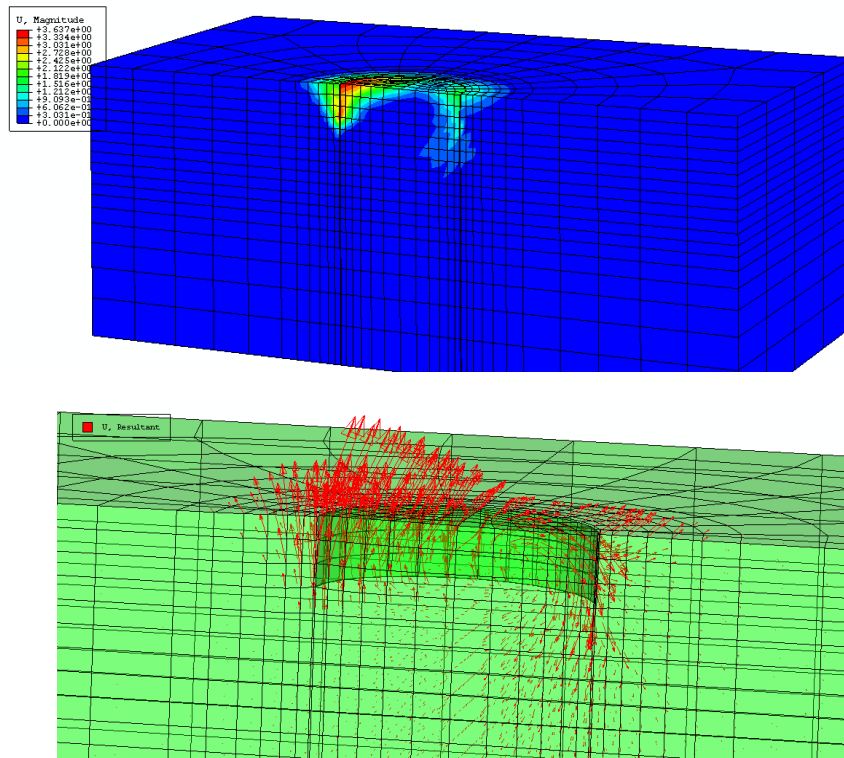 U, Magnitude
+3.637e+00
+3.334e+00
+3.031e+00
+2.728e+00
+2.425e+00
+2.122e+00
+1.819e+00
+1.516e+00
+1.212e+00
+9.093e-01
+6.062e-01
+3.031e-01
+0.000e+00
U, Resultant